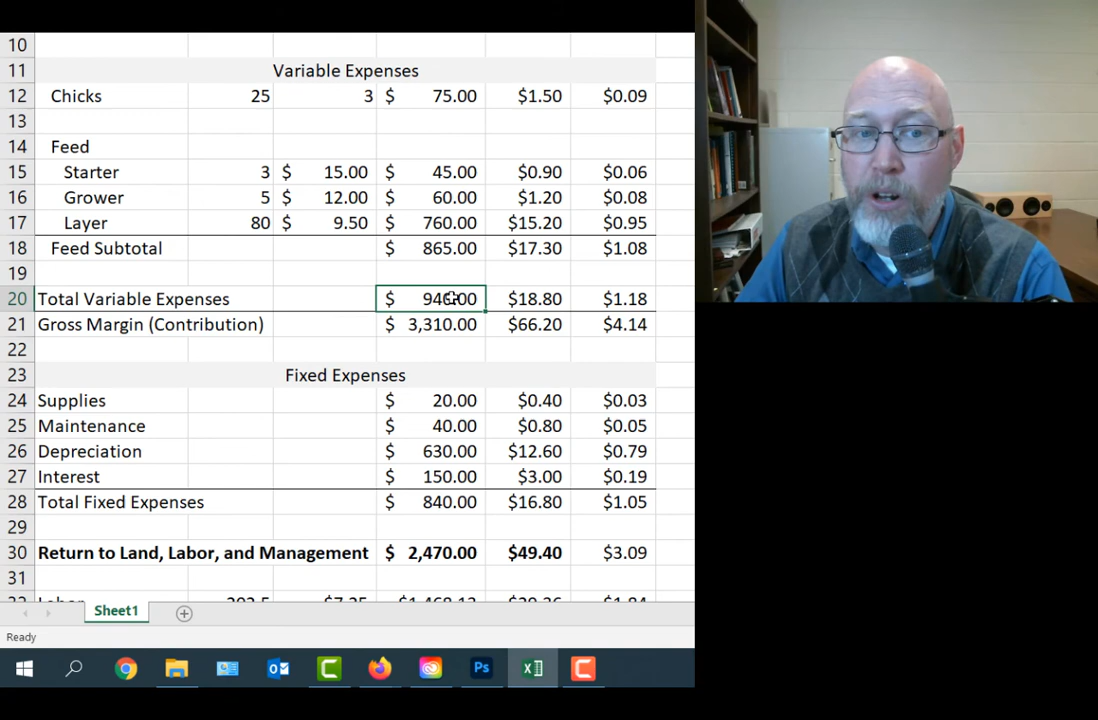 10
11 Variable Expenses
12 Chicks 25 3 $ 75.00 $1.50 $0.09
13
14 Feed
15 Starter 3 $ 15.00 $ 45.00 $0.90 $0.06
16 Grower 5 $ 12.00 $ 60.00 $1.20 $0.08
17 Layer 80 $ 9.50 $ 760.00 $15.20 $0.95
18 Feed Subtotal $ 865.00 $17.30 $1.08
19
20 Total Variable Expenses $ 940.00 $18.80 $1.18
21 Gross Margin (Contribution) $ 3,310.00 $66.20 $4.14
22
23 Fixed Expenses
24 Supplies $ 20.00 $0.40 $0.03
25 Maintenance $ 40.00 $0.80 $0.05
26 Depreciation $ 630.00 $12.60 $0.79
27 Interest $ 150.00 $3.00 $0.19
28 Total Fixed Expenses $ 840.00 $16.80 $1.05
29
30 Return to Land, Labor, and Management $ 2,470.00 $49.40 $3.09
31
Sheet1
Ready
Ps